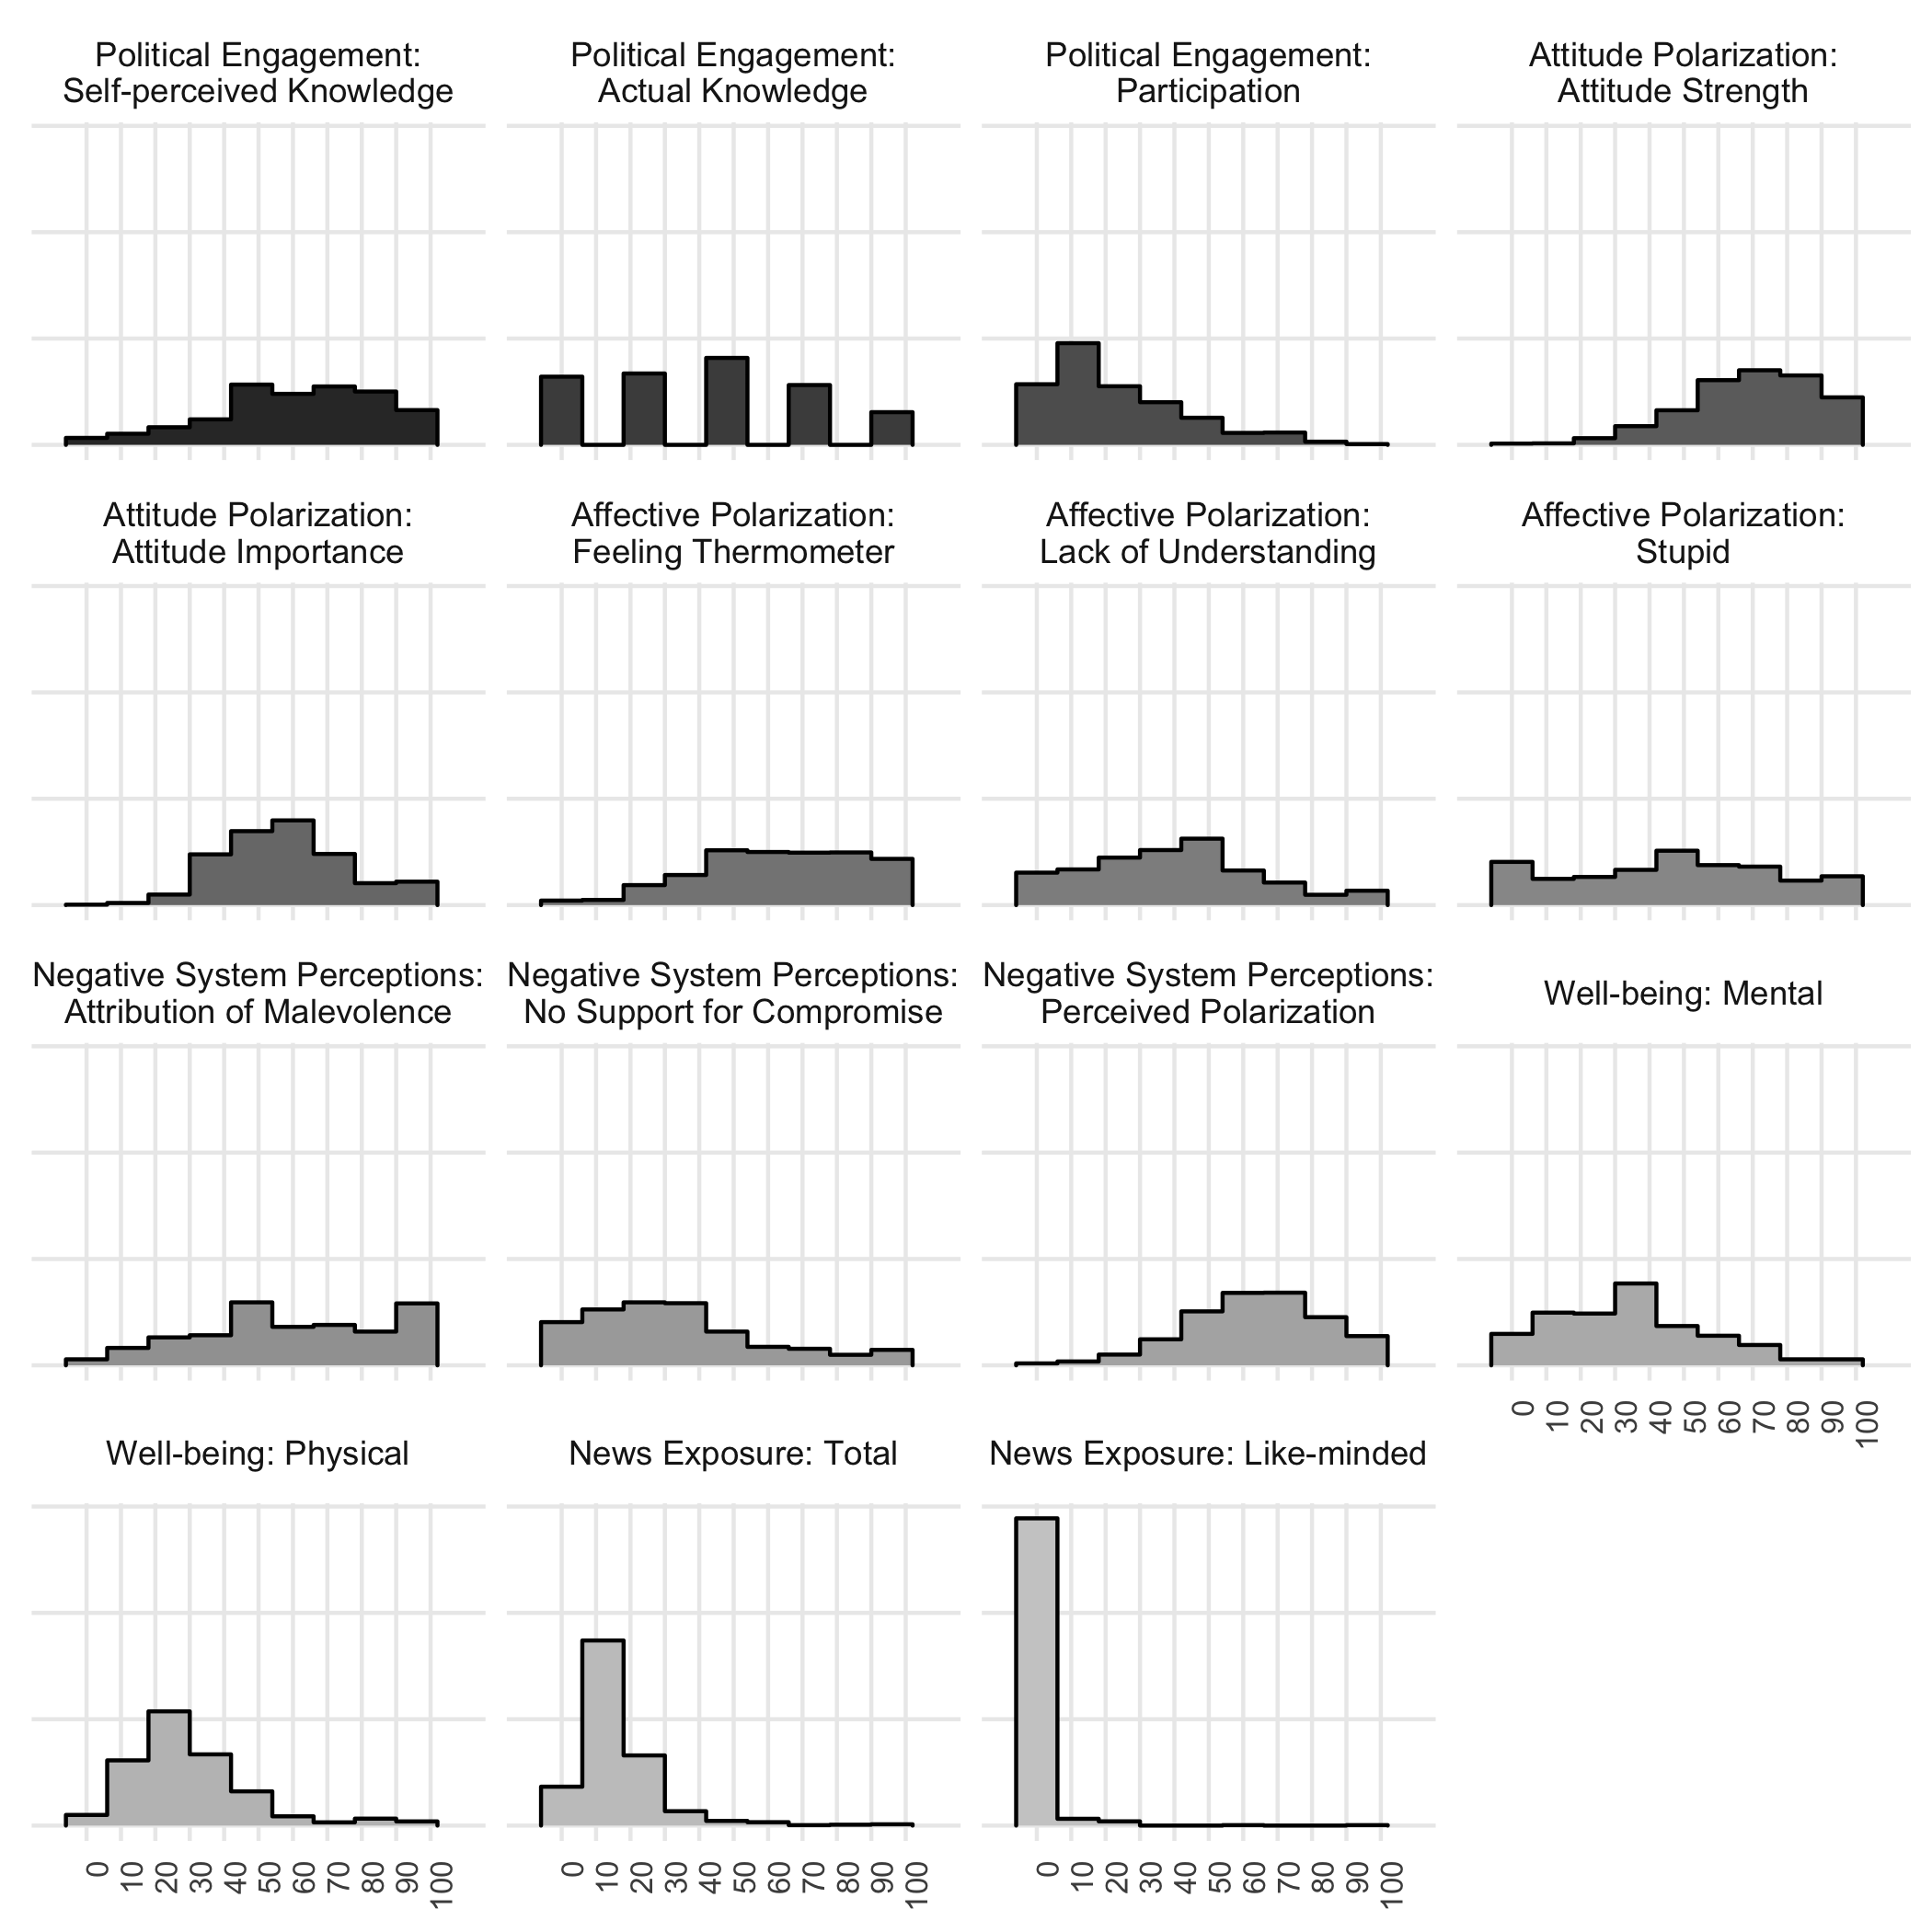 Political Engagement:
Self-perceived Knowledge
Political Engagement:
Actual Knowledge
Political Engagement:
Participation
Attitude Polarization:
Attitude Strength
Attitude Polarization:
Attitude Importance
Affective Polarization:
Feeling Thermometer
Affective Polarization:
Lack of Understanding
Affective Polarization:
Stupid
Negative System Perceptions:
Attribution of Malevolence
Negative System Perceptions:
No Support for Compromise
Negative System Perceptions:
Perceived Polarization
Well-being: Mental
0 10 20 30 40 50 60 70 80 90 100
Well-being: Physical
News Exposure: Total
News Exposure: Like-minded
0 10 20 30 40 50 60 70 80 90 100
0 10 20 30 40 50 60 70 80 90 100
0 10 20 30 40 50 60 70 80 90 100